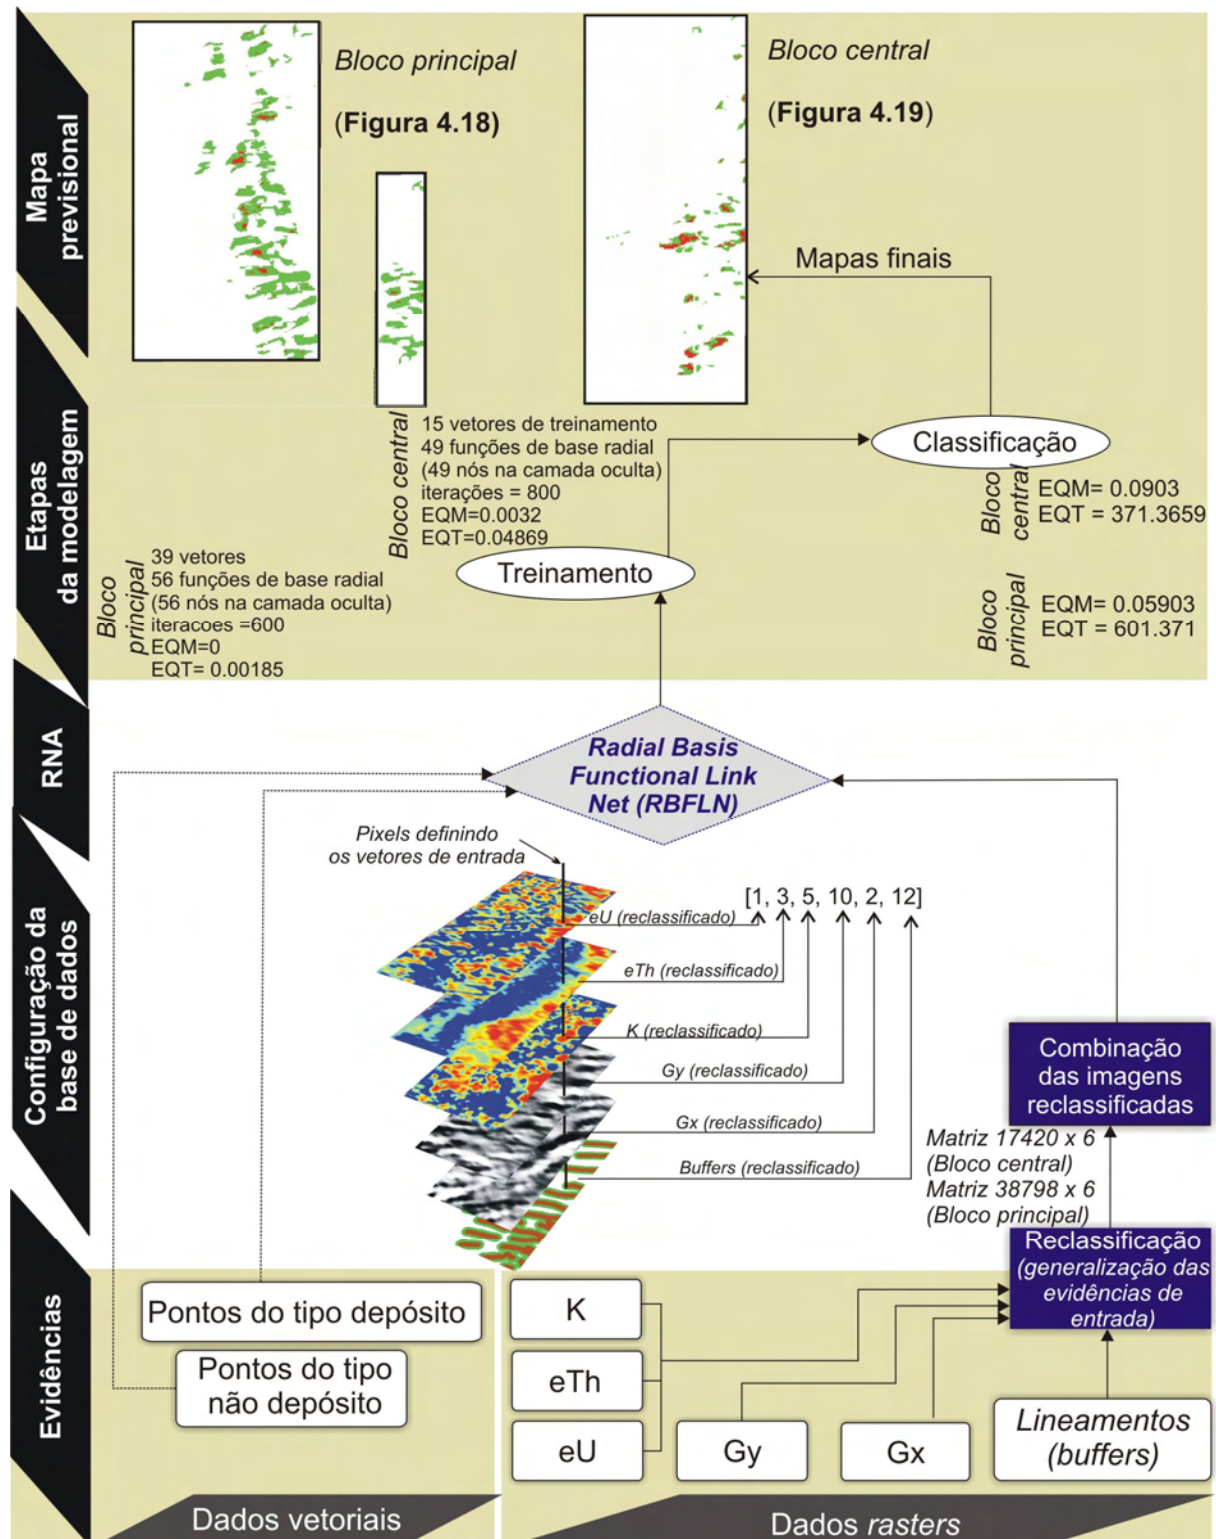 Mapa
previsional
Bloco principal
(Figura 4.18)
Bloco central
(Figura 4.19)
Mapas finais
Etapas
da modelagem
Bloco central
15 vetores de treinamento
49 funções de base radial
(49 nós na camada oculta)
iterações = 800
EQM=0.0032
EQT=0.04869
Classificação
Bloco
central
EQM= 0.0903
EQT = 371.3659
Bloco
principal
39 vetores
56 funções de base radial
(56 nós na camada oculta)
iteracoes =600
EQM=0
EQT= 0.00185
Treinamento
Bloco
principal
EQM= 0.05903
EQT = 601.371
RNA
Radial Basis
Functional Link
Net (RBFLN)
Configuração da
base de dados
Pixels definindo
os vetores de entrada
[1, 3, 5, 10, 2, 12]
eU (reclassificado)
eTh (reclassificado)
K (reclassificado)
Gy (reclassificado)
Gx (reclassificado)
Buffers (reclassificado)
Combinação
das imagens
reclassificadas
Matriz 17420 x 6
(Bloco central)
Matriz 38798 x 6
(Bloco principal)
Reclassificação
(generalização das
evidências de
entrada)
Evidências
Pontos do tipo depósito
Pontos do tipo
não depósito
K
eTh
eU
Gy
Gx
Lineamentos
(buffers)
Dados vetoriais
Dados rasters